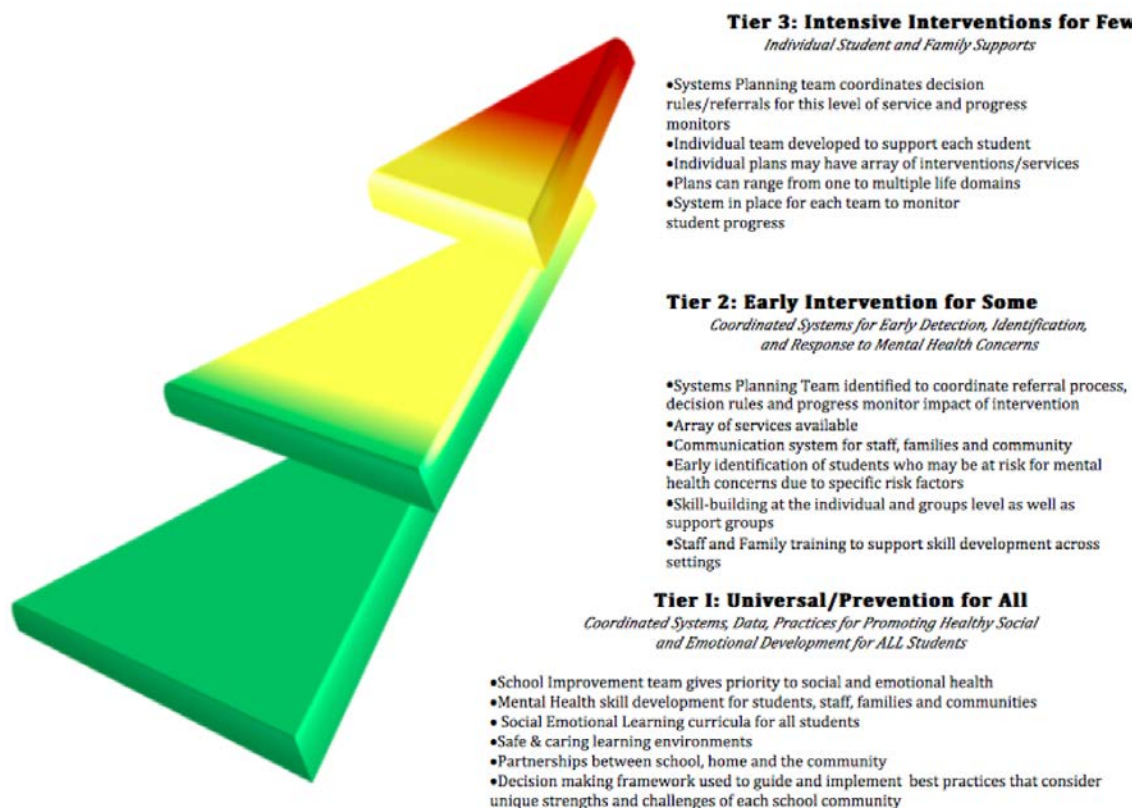 Tier 3: Intensive Interventions for Few
Individual Student and Family Supports
•Systems Planning team coordinates decision
rules/referrals for this level of service and progress
monitors
•Individual team developed to support each student
•Individual plans may have array of interventions/services
•Plans can range from one to multiple life domains
•System in place for each team to monitor
student progress
Tier 2: Early Intervention for Some
Coordinated Systems for Early Detection, Identification,
and Response to Mental Health Concerns
•Systems Planning Team identified to coordinate referral process,
decision rules and progress monitor impact of intervention
•Array of services available
•Communication system for staff, families and community
•Early identification of students who may be at risk for mental
health concerns due to specific risk factors
•Skill-building at the individual and groups level as well as
support groups
•Staff and Family training to support skill development across
settings
Tier I: Universal/Prevention for All
Coordinated Systems, Data, Practices for Promoting Healthy Social
and Emotional Development for ALL Students
•School Improvement team gives priority to social and emotional health
•Mental Health skill development for students, staff, families and communities
• Social Emotional Learning curricula for all students
•Safe & caring learning environments
•Partnerships between school, home and the community
•Decision making framework used to guide and implement best practices that consider
unique strengths and challenges of each school community